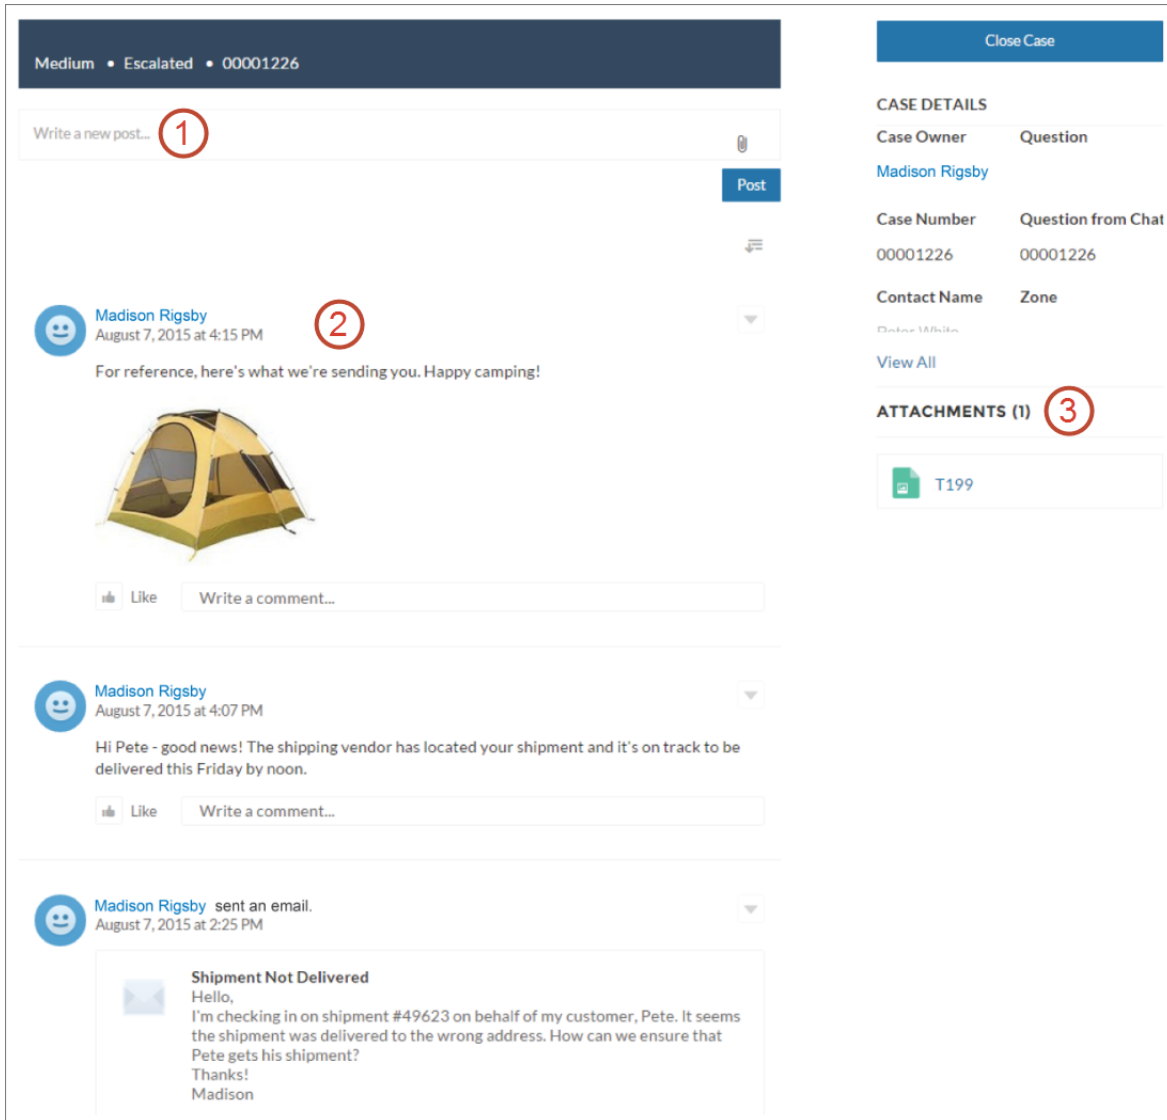 Medium • Escalated • 00001226
Write a new post...
1
Post
Madison Rigsby
August 7, 2015 at 4:15 PM
2
For reference, here's what we're sending you. Happy camping!
Like
Write a comment...
Madison Rigsby
August 7, 2015 at 4:07 PM
Hi Pete - good news! The shipping vendor has located your shipment and it's on track to be
delivered this Friday by noon.
Like
Write a comment...
Madison Rigsby sent an email.
August 7, 2015 at 2:25 PM
Shipment Not Delivered
Hello,
I'm checking in on shipment #49623 on behalf of my customer, Pete. It seems
the shipment was delivered to the wrong address. How can we ensure that
Pete gets his shipment?
Thanks!
Madison
Close Case
CASE DETAILS
Case Owner
Question
Madison Rigsby
Case Number
Question from Chat
00001226
00001226
Contact Name
Zone
Peter White
View All
ATTACHMENTS (1)
3
T199